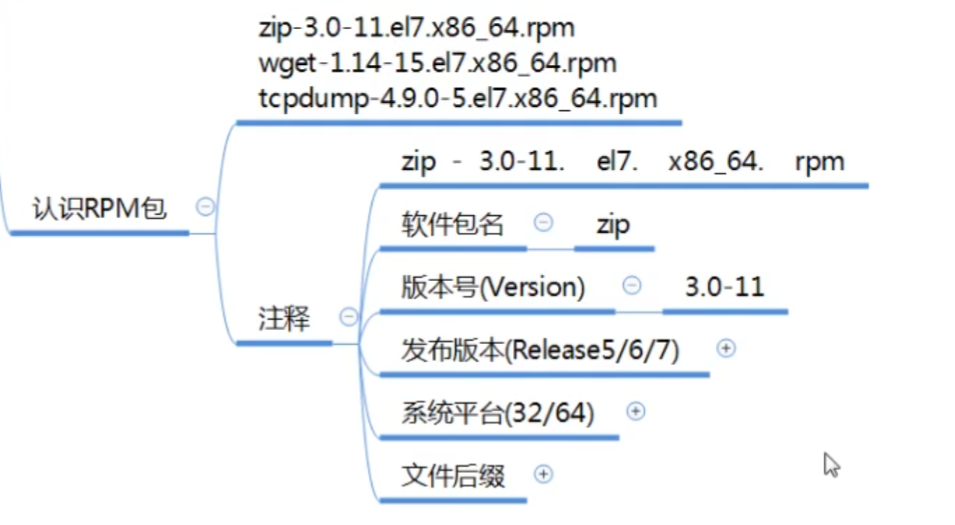 zip-3.0-11.el7.x86_64.rpm
wget-1.14-15.el7.x86_64.rpm
tcpdump-4.9.0-5.el7.x86_64.rpm
认识RPM包
注释
zip - 3.0-11. el7. x86_64. rpm
软件包名 zip
版本号(Version) 3.0-11
发布版本(Release5/6/7)
系统平台(32/64)
文件后缀